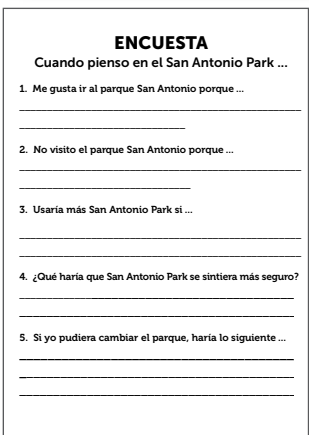 ENCUESTA
Cuando pienso en el San Antonio Park ...
1. Me gusta ir al parque San Antonio porque ...
2. No visito el parque San Antonio porque ...
3. Usaría más San Antonio Park si ...
4. ¿Qué haría que San Antonio Park se sintiera más seguro?
5. Si yo pudiera cambiar el parque, haría lo siguiente ...